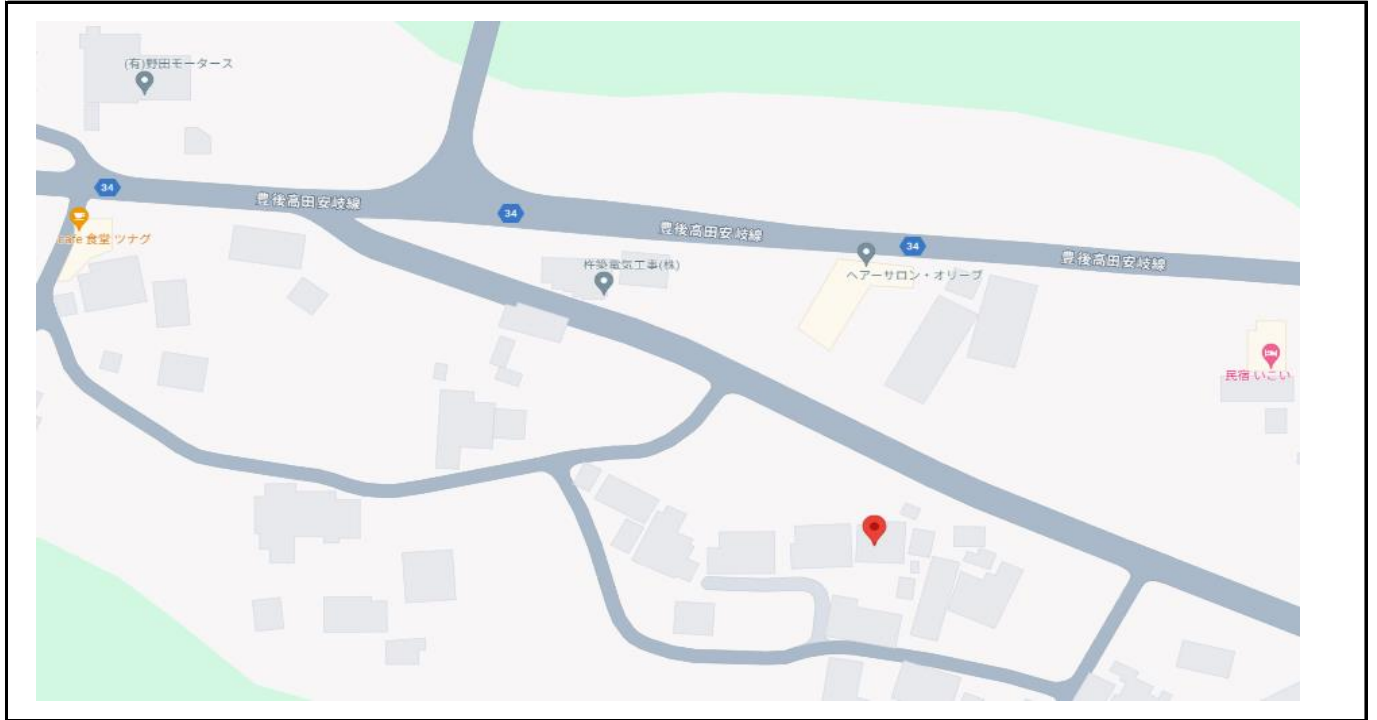 (有)野田モータース
34
豊後高田安岐線
34
豊後高田安岐線
34
豊後高田安岐線
cafe 食堂 ツナグ
杵築電気工事(株)
ヘアーサロン・オリーブ
民宿 いこい